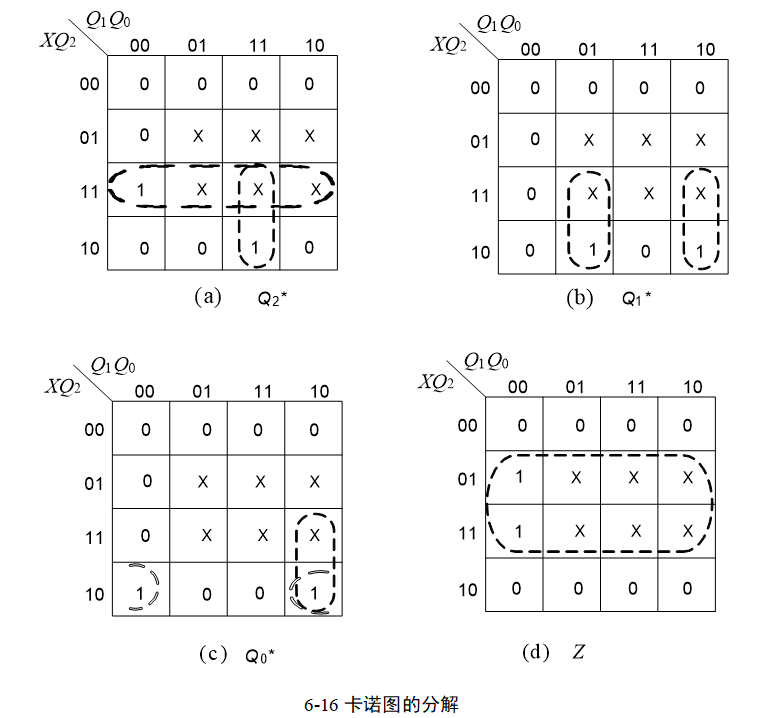 Q1Q0
XQ2 00 01 11 10
00 0 0 0 0
01 0 X X X
11 1 X X X
10 0 0 1 0
(a) Q2*
Q1Q0
XQ2 00 01 11 10
00 0 0 0 0
01 0 X X X
11 0 X X X
10 0 1 0 1
(b) Q1*
Q1Q0
XQ2 00 01 11 10
00 0 0 0 0
01 0 X X X
11 0 X X X
10 1 0 0 1
(c) Q0*
Q1Q0
XQ2 00 01 11 10
00 0 0 0 0
01 1 X X X
11 1 X X X
10 0 0 0 0
(d) Z
6-16 卡诺图的分解